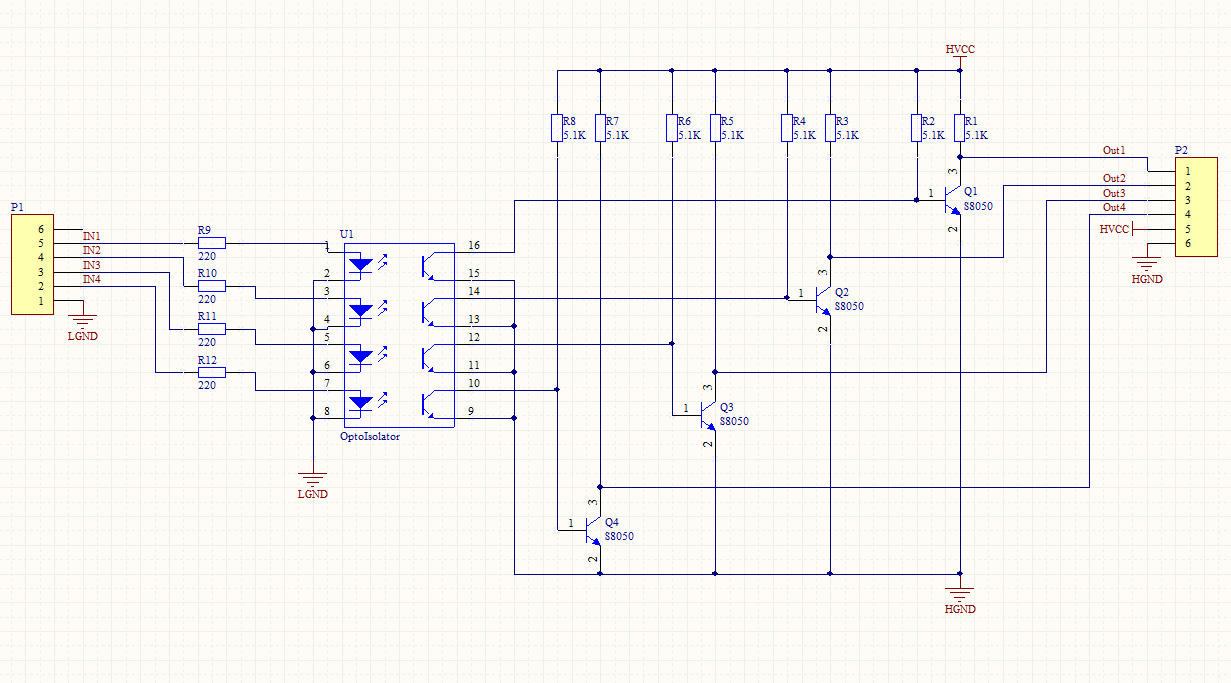 HVCC
R8
5.1K
R7
5.1K
R6
5.1K
R5
5.1K
R4
5.1K
R3
5.1K
R2
5.1K
R1
5.1K
P1
6
5
4
3
2
1
IN1
IN2
IN3
IN4
LGND
R9
220
R10
220
R11
220
R12
220
U1
1
2
3
4
5
6
7
8
16
15
14
13
12
11
10
9
OptoIsolator
LGND
3
1
Q1
S8050
2
3
1
Q2
S8050
2
3
1
Q3
S8050
2
3
1
Q4
S8050
2
Out1
Out2
Out3
Out4
HVCC
P2
1
2
3
4
5
6
HGND
HGND